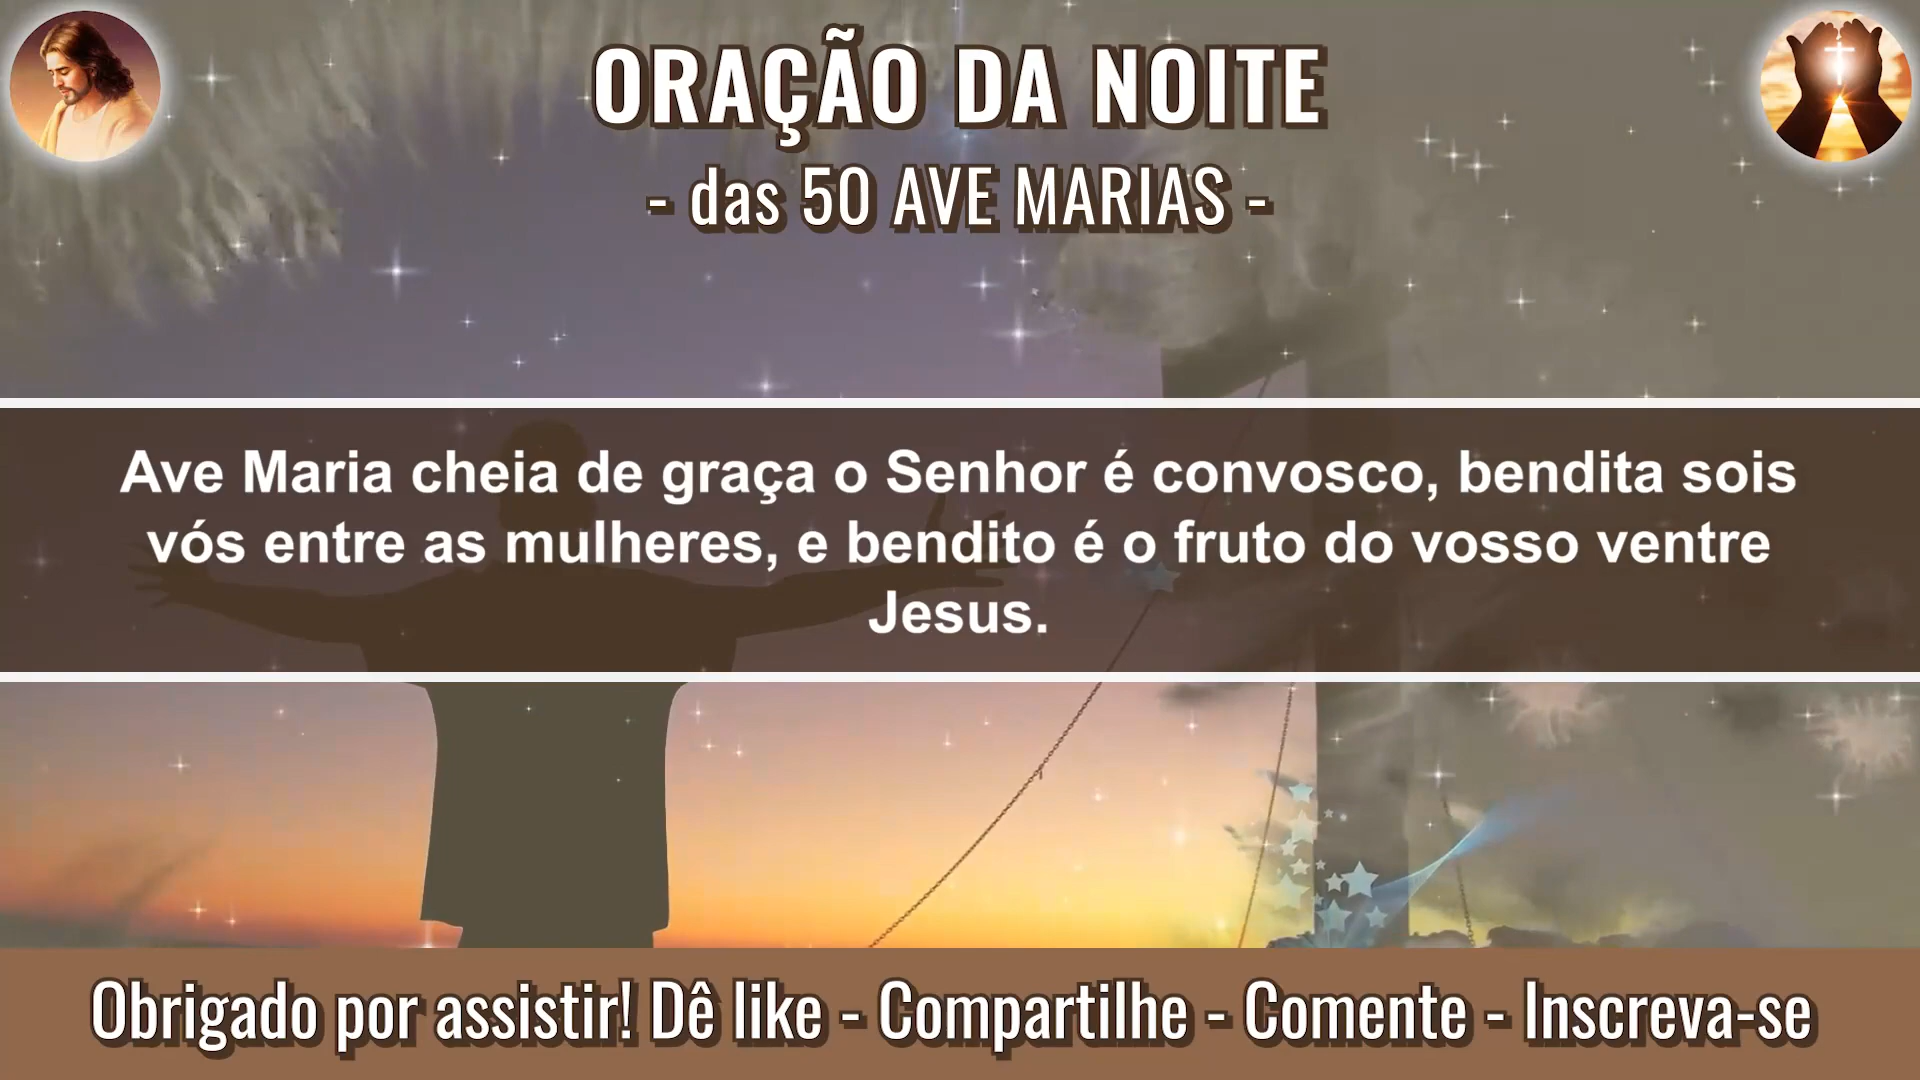 ORAÇÃO DA NOITE
- das 50 AVE MARIAS -
Ave Maria cheia de graça o Senhor é convosco, bendita sois
vós entre as mulheres, e bendito é o fruto do vosso ventre
Jesus.
Obrigado por assistir! Dê like - Compartilhe - Comente - Inscreva-se